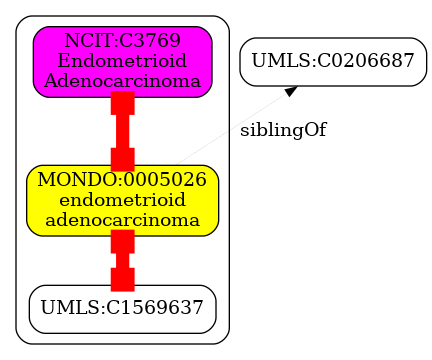 NCIT:C3769
Endometrioid
Adenocarcinoma
UMLS:C0206687
siblingOf
MONDO:0005026
endometrioid
adenocarcinoma
UMLS:C1569637